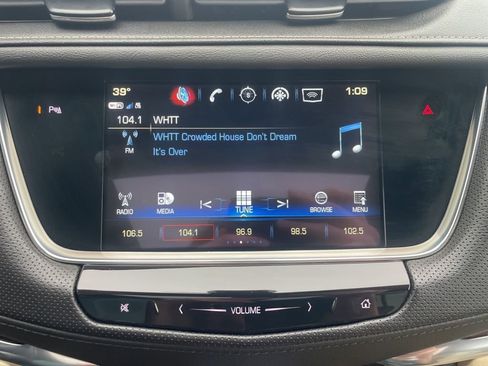 39° 1:09
104.1 WHTT
WHTT Crowded House Don't Dream
FM It's Over
RADIO MEDIA TUNE BROWSE MENU
106.5 104.1 96.9 98.5 102.5
VOLUME